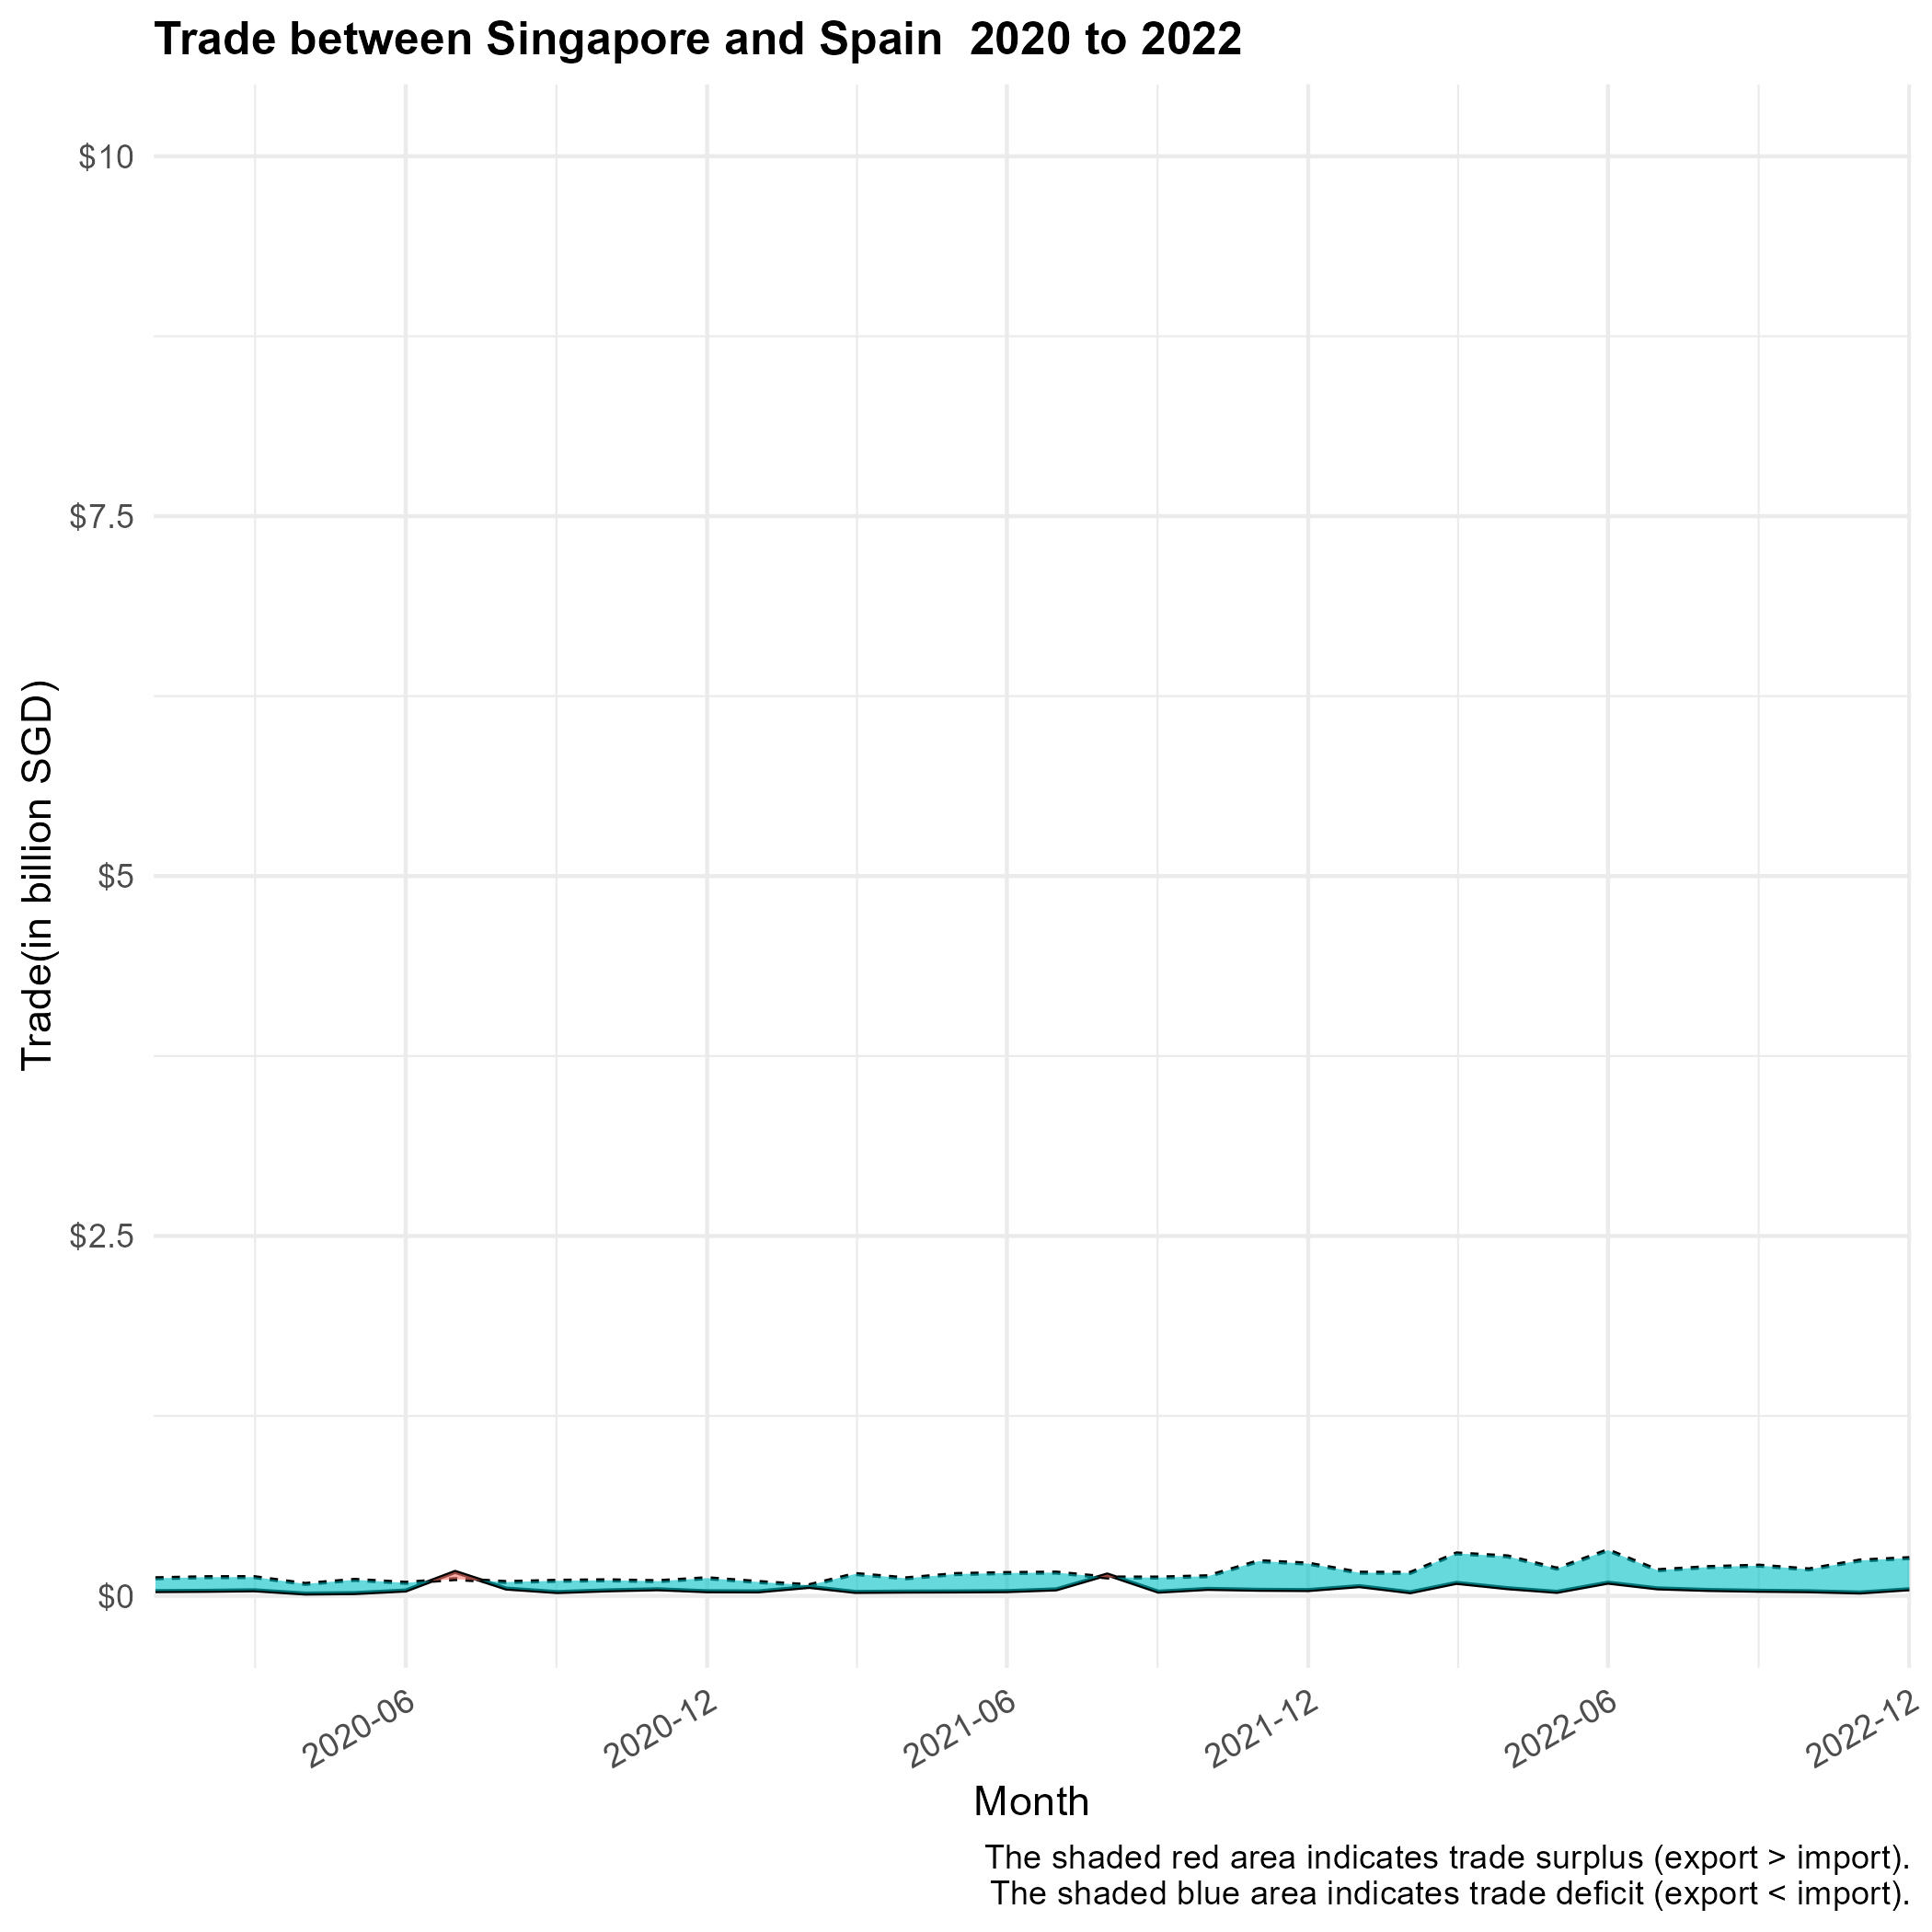 Trade between Singapore and Spain  2020 to 2022
$10
$7.5
$5
$2.5
$0
Trade(in billion SGD)
2020-06
2020-12
2021-06
2021-12
2022-06
2022-12
Month
The shaded red area indicates trade surplus (export > import).
The shaded blue area indicates trade deficit (export < import).